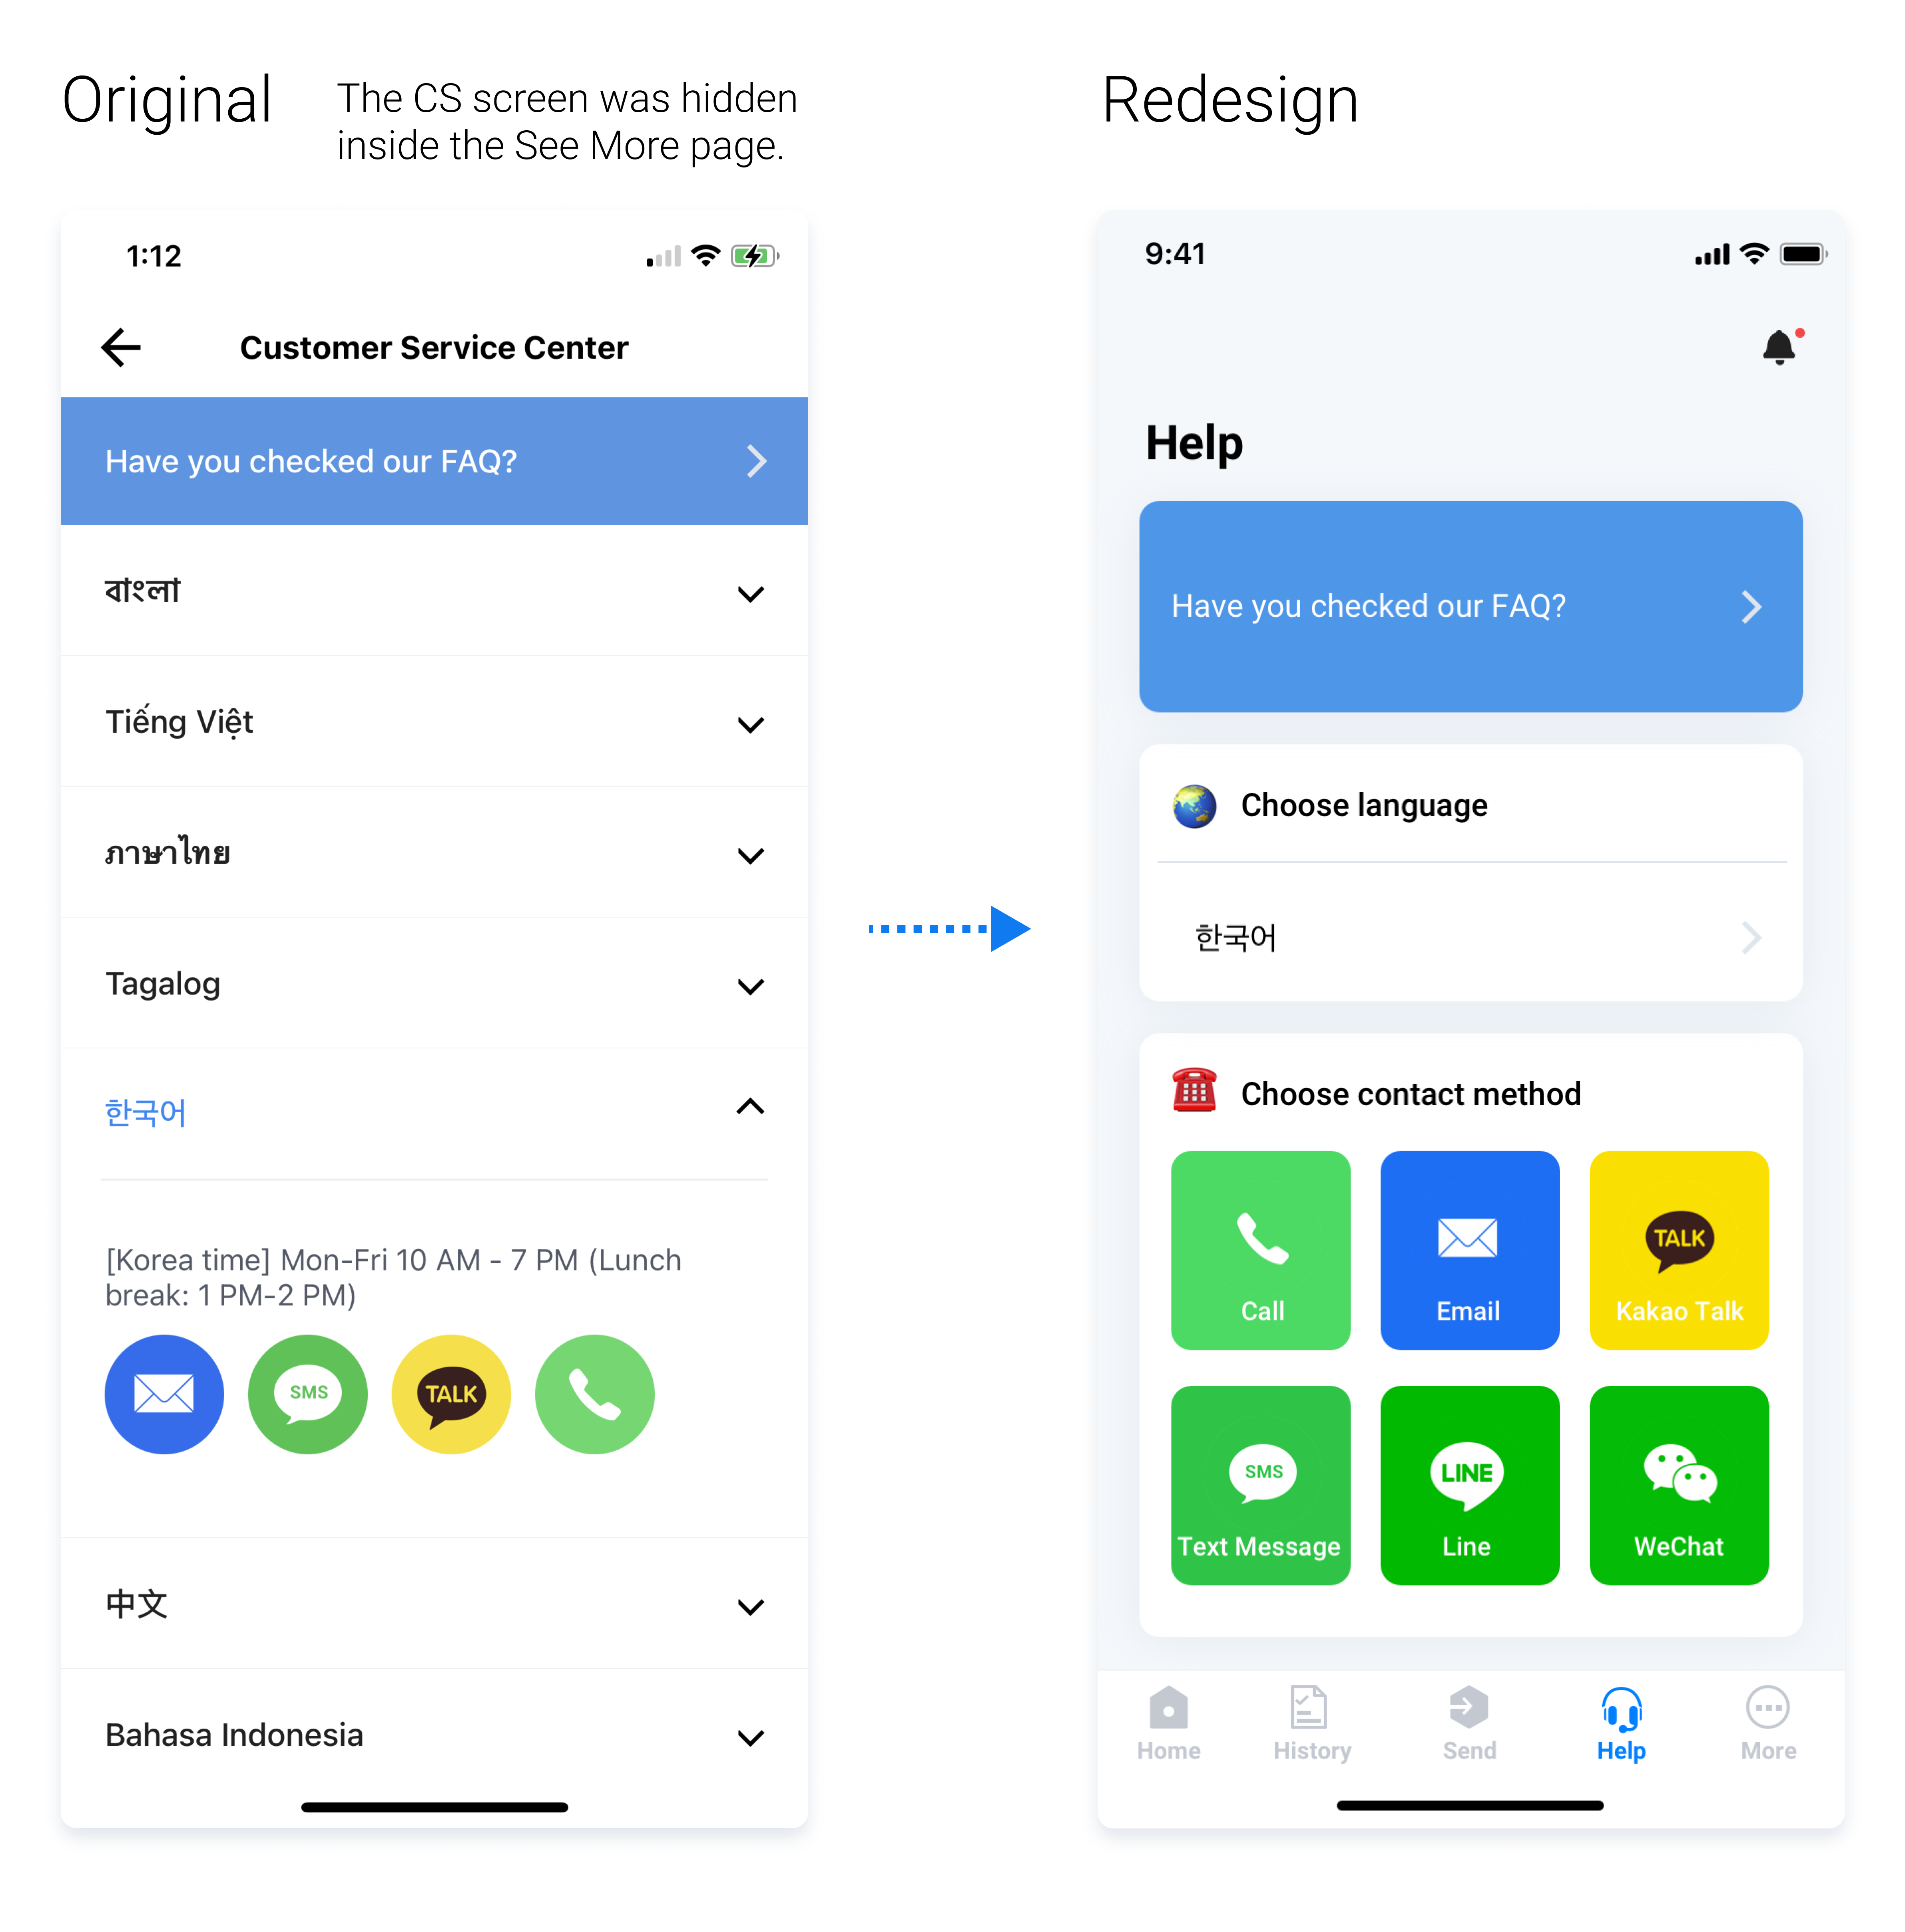 Original
The CS screen was hidden
inside the See More page.
Redesign
1:12
Customer Service Center
Have you checked our FAQ?
বাংলা
Tiếng Việt
ภาษาไทย
Tagalog
한국어
[Korea time] Mon-Fri 10 AM - 7 PM (Lunch
break: 1 PM-2 PM)
SMS
TALK
中文
Bahasa Indonesia
9:41
Help
Have you checked our FAQ?
Choose language
한국어
Choose contact method
TALK
Call
Email
Kakao Talk
SMS
LINE
Text Message
Line
WeChat
Home
History
Send
Help
More